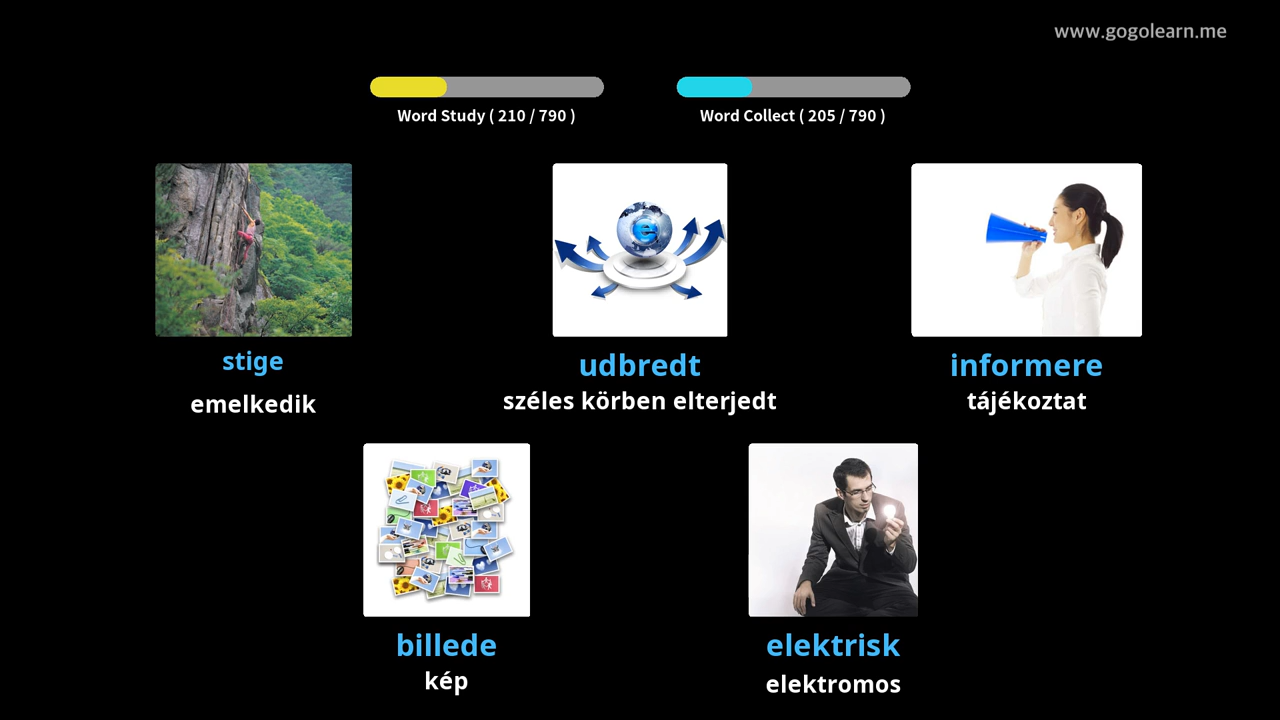 www.gogolearn.me
Word Study ( 210 / 790 )
Word Collect ( 205 / 790 )
stige
emelkedik
udbredt
széles körben elterjedt
informere
tájékoztat
billede
kép
elektrisk
elektromos